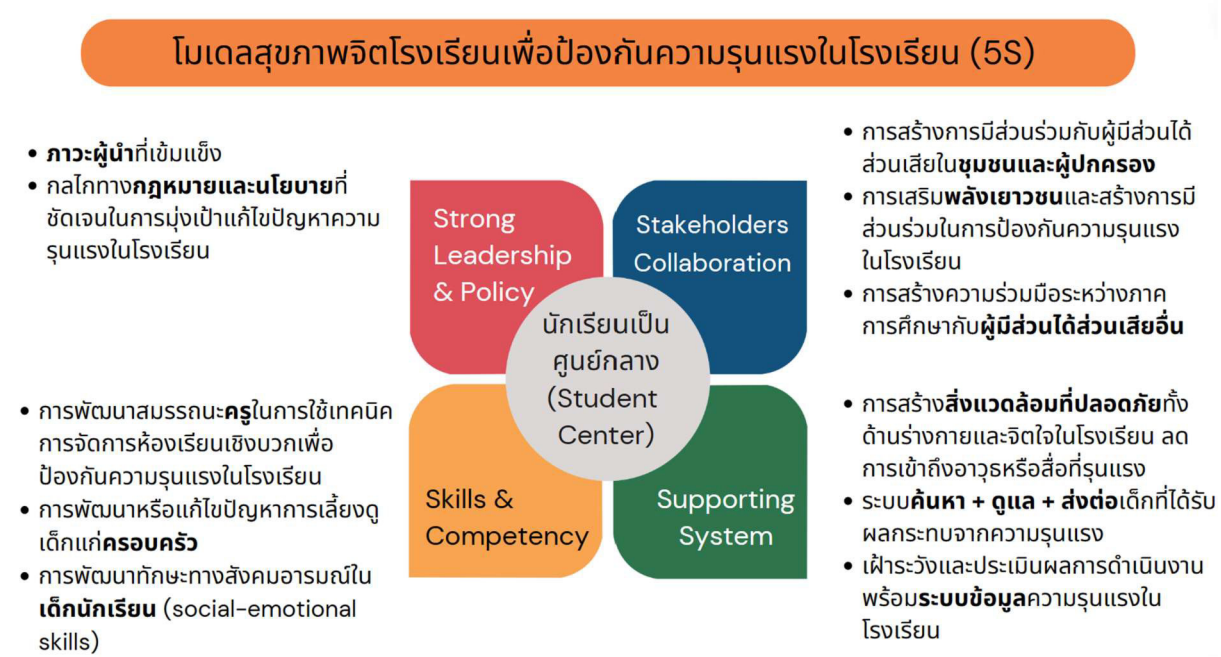 โมเดลสุขภาพจิตโรงเรียนเพื่อป้องกันความรุนแรงในโรงเรียน (5S)
• ภาวะผู้นำที่เข้มแข็ง
• กลไกทางกฎหมายและนโยบายที่
ชัดเจนในการมุ่งเป้าแก้ไขปัญหาความ
รุนแรงในโรงเรียน
Strong
Leadership
& Policy
Stakeholders
Collaboration
• การสร้างการมีส่วนร่วมกับผู้มีส่วนได้
ส่วนเสียในชุมชนและผู้ปกครอง
• การเสริมพลังเยาวชนและสร้างการมี
ส่วนร่วมในการป้องกันความรุนแรง
ในโรงเรียน
• การสร้างความร่วมมือระหว่างภาค
การศึกษากับผู้มีส่วนได้ส่วนเสียอื่น
นักเรียนเป็น
ศูนย์กลาง
(Student
Center)
• การพัฒนาสมรรถนะครูในการใช้เทคนิค
การจัดการห้องเรียนเชิงบวกเพื่อ
ป้องกันความรุนแรงในโรงเรียน
• การพัฒนาหรือแก้ไขปัญหาการเลี้ยงดู
เด็กแก่ครอบครัว
• การพัฒนาทักษะทางสังคมอารมณ์ใน
เด็กนักเรียน (social-emotional
skills)
Skills &
Competency
Supporting
System
• การสร้างสิ่งแวดล้อมที่ปลอดภัยทั้ง
ด้านร่างกายและจิตใจในโรงเรียน ลด
การเข้าถึงอาวุธหรือสื่อที่รุนแรง
• ระบบค้นหา + ดูแล + ส่งต่อเด็กที่ได้รับ
ผลกระทบจากความรุนแรง
• เฝ้าระวังและประเมินผลการดำเนินงาน
พร้อมระบบข้อมูลความรุนแรงใน
โรงเรียน